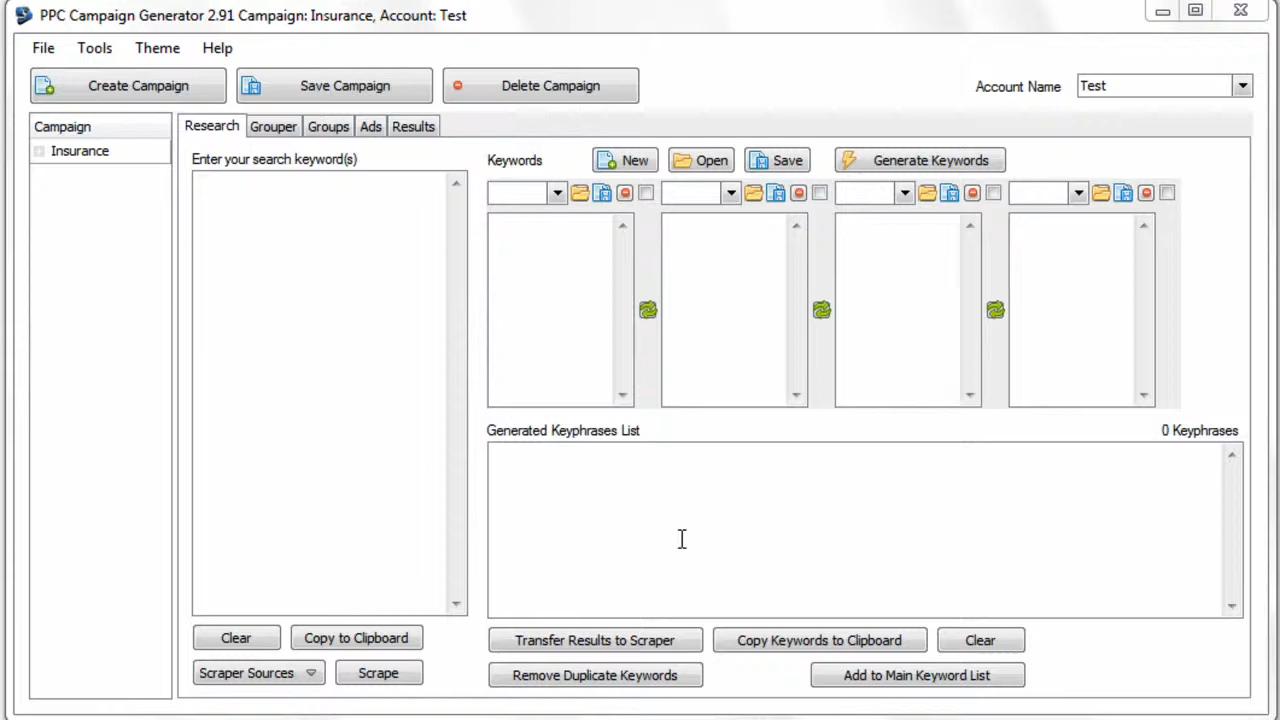 PPC Campaign Generator 2.91 Campaign: Insurance, Account: Test
File Tools Theme Help
Create Campaign Save Campaign Delete Campaign Account Name Test
Campaign
Insurance
Research Grouper Groups Ads Results
Enter your search keyword(s)
Keywords New Open Save Generate Keywords
Generated Keyphrases List 0 Keyphrases
Clear Copy to Clipboard
Scraper Sources Scrape
Transfer Results to Scraper Copy Keywords to Clipboard Clear
Remove Duplicate Keywords Add to Main Keyword List